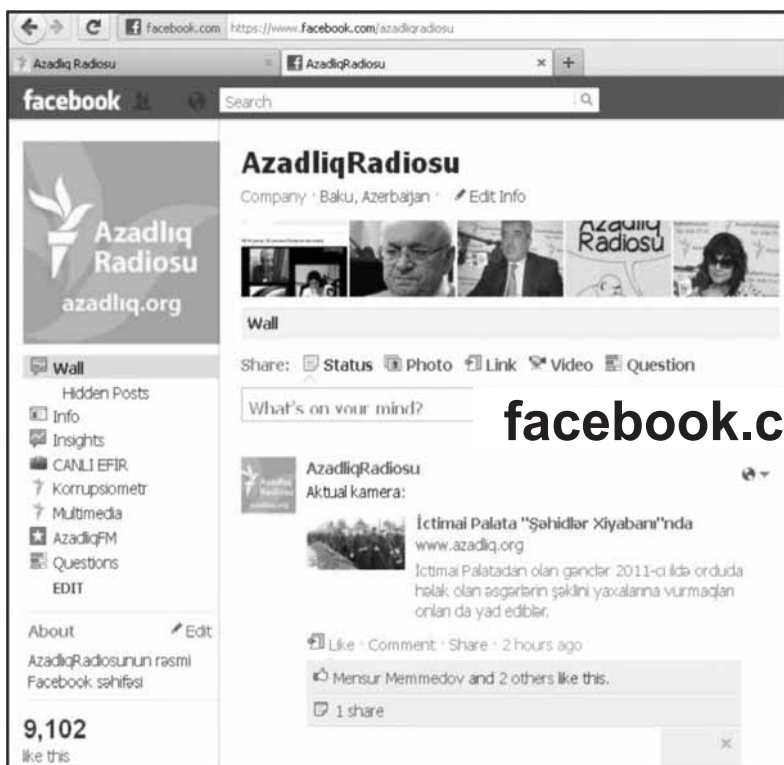 facebook.com https://www.facebook.com/azadliqradiosu
Azadlıq Radiosu
AzadliqRadiosu
facebook
Search
Azadlıq
Radiosu
azadlıq.org
AzadliqRadiosu
Company · Baku, Azerbaijan · Edit Info
Azadlıq
Radiosu
Wall
Wall
Hidden Posts
Info
Insights
CANLI EFİR
Korrupsiometr
Multimedia
AzadliqFM
Questions
EDIT
About
Edit
AzadliqRadiosunun rəsmi
Facebook səhifəsi
9,102
like this
Share: Status Photo Link Video Question
What's on your mind?
facebook.c
AzadliqRadiosu
Aktual kamera:
İctimai Palata "Şəhidlər Xiyabanı"nda
www.azadliq.org
İctimai Palatadan olan gənclər 2011-ci ildə orduda
həlak olan əsgərlərin şəklini yaxalarına vurmaqlan
onları da yad ediblər.
Like · Comment · Share · 2 hours ago
Mensur Memmedov and 2 others like this.
1 share